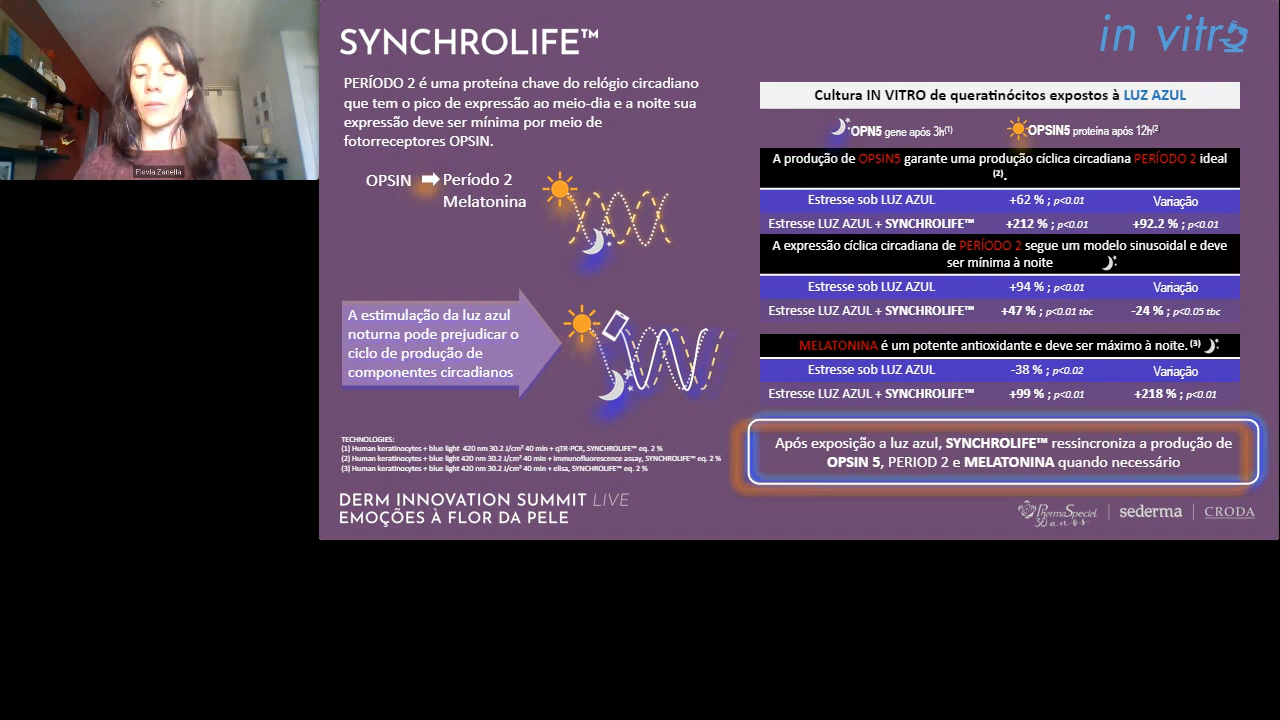 Flavia Zanella
SYNCHROLIFE™
in vitro
PERÍODO 2 é uma proteína chave do relógio circadiano
que tem o pico de expressão ao meio-dia e a noite sua
expressão deve ser mínima por meio de
fotorreceptores OPSIN.
OPSIN Período 2
Melatonina
A estimulação da luz azul
noturna pode prejudicar o
ciclo de produção de
componentes circadianos
TECHNOLOGIES:
(1) Human keratinocytes + blue light 420 nm 30.2 J/cm² 40 min + qTR-PCR, SYNCHROLIFE™ eq. 2 %
(2) Human keratinocytes + blue light 420 nm 30.2 J/cm² 40 min + immunofluorescence assay, SYNCHROLIFE™ eq. 2 %
(3) Human keratinocytes + blue light 420 nm 30.2 J/cm² 40 min + elisa, SYNCHROLIFE™ eq. 2 %
DERM INNOVATION SUMMIT LIVE
EMOÇÕES À FLOR DA PELE
Cultura IN VITRO de queratinócitos expostos à LUZ AZUL
OPN5 gene após 3h(1) OPSIN5 proteína após 12h(2
A produção de OPSIN5 garante uma produção cíclica circadiana PERÍODO 2 ideal
(2).
Estresse sob LUZ AZUL +62 % ; p<0.01 Variação
Estresse LUZ AZUL + SYNCHROLIFE™ +212 % ; p<0.01 +92.2 % ; p<0.01
A expressão cíclica circadiana de PERÍODO 2 segue um modelo sinusoidal e deve
ser mínima à noite
Estresse sob LUZ AZUL +94 % ; p<0.01 Variação
Estresse LUZ AZUL + SYNCHROLIFE™ +47 % ; p<0.01 tbc -24 % ; p<0.05 tbc
MELATONINA é um potente antioxidante e deve ser máximo à noite. (3)
Estresse sob LUZ AZUL -38 % ; p<0.02 Variação
Estresse LUZ AZUL + SYNCHROLIFE™ +99 % ; p<0.01 +218 % ; p<0.01
Após exposição a luz azul, SYNCHROLIFE™ ressincroniza a produção de
OPSIN 5, PERIOD 2 e MELATONINA quando necessário
PharmaSpecial sederma CRODA
30 anos